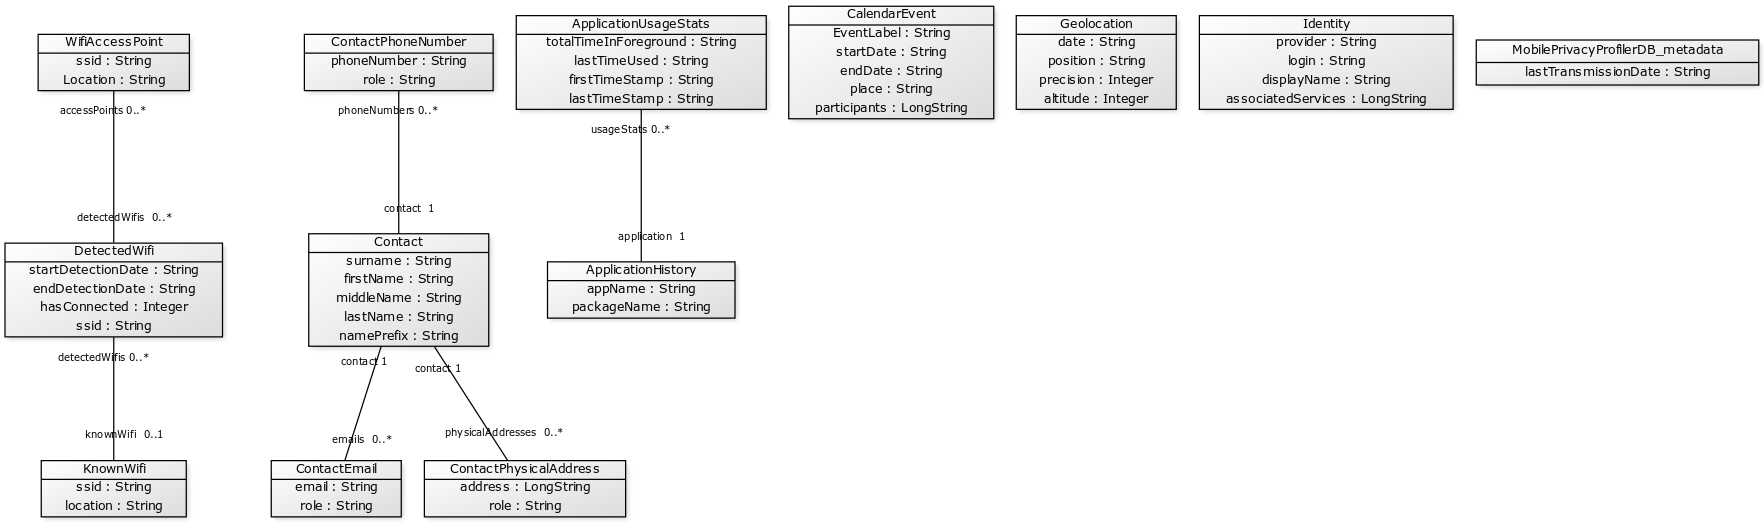 WifiAccessPoint
ssid : String
Location : String
accessPoints 0..*
detectedWifis 0..*
DetectedWifi
startDetectionDate : String
endDetectionDate : String
hasConnected : Integer
ssid : String
detectedWifis 0..*
knownWifi 0..1
KnownWifi
ssid : String
location : String
ContactPhoneNumber
phoneNumber : String
role : String
phoneNumbers 0..*
contact 1
Contact
surname : String
firstName : String
middleName : String
lastName : String
namePrefix : String
contact 1
contact 1
emails 0..*
physicalAddresses 0..*
ContactEmail
email : String
role : String
ContactPhysicalAddress
address : LongString
role : String
ApplicationUsageStats
totalTimeInForeground : String
lastTimeUsed : String
firstTimeStamp : String
lastTimeStamp : String
usageStats 0..*
application 1
ApplicationHistory
appName : String
packageName : String
CalendarEvent
EventLabel : String
startDate : String
endDate : String
place : String
participants : LongString
Geolocation
date : String
position : String
precision : Integer
altitude : Integer
Identity
provider : String
login : String
displayName : String
associatedServices : LongString
MobilePrivacyProfilerDB_metadata
lastTransmissionDate : String